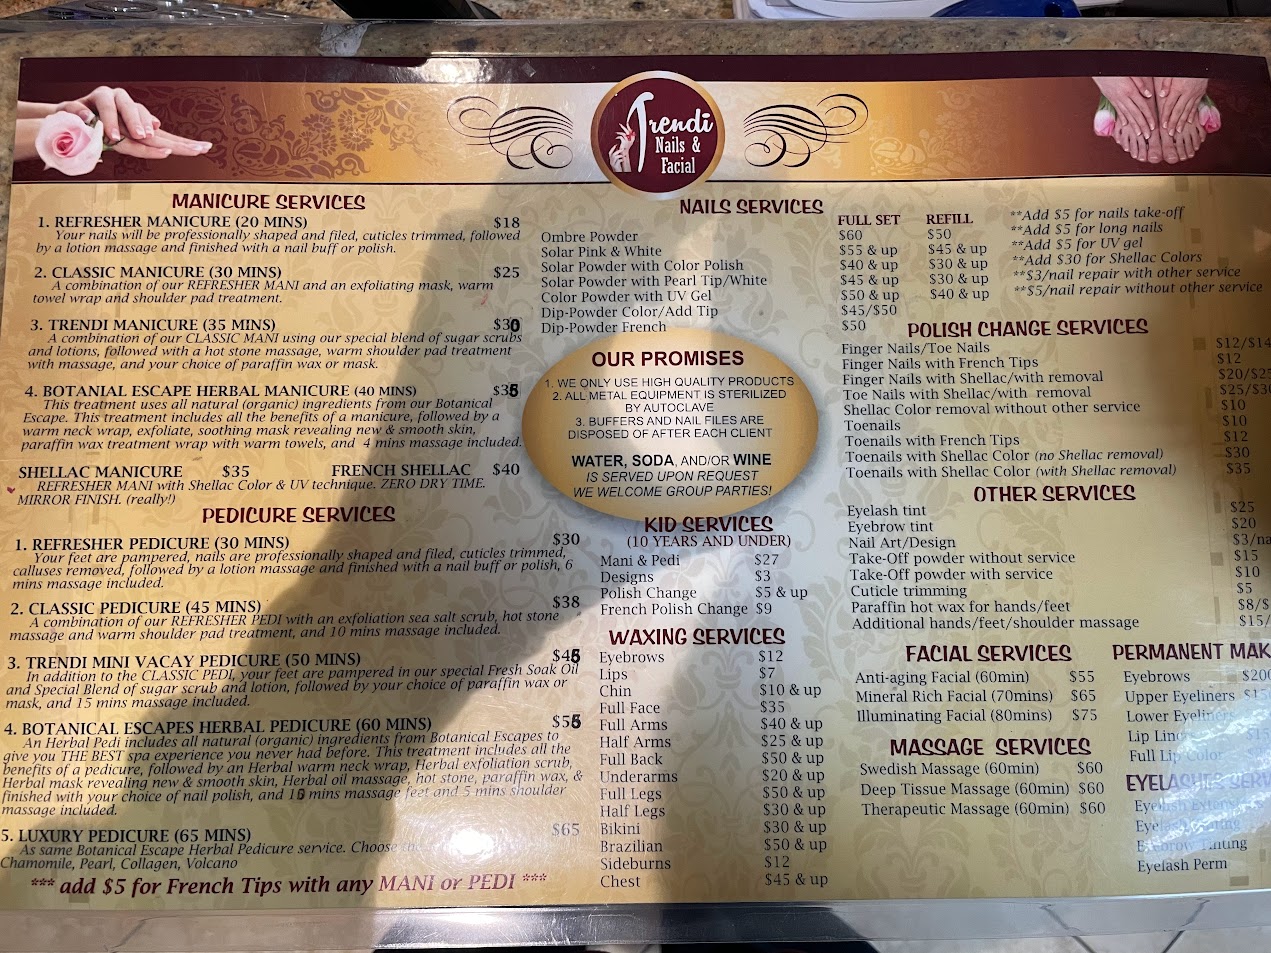 Trendi
Nails &
Facial
MANICURE SERVICES
1. REFRESHER MANICURE (20 MINS) $18
Your nails will be professionally shaped and filed, cuticles trimmed, followed
by a lotion massage and finished with a nail buff or polish.
2. CLASSIC MANICURE (30 MINS) $25
A combination of our REFRESHER MANI and an exfoliating mask, warm
towel wrap and shoulder pad treatment.
3. TRENDI MANICURE (35 MINS) $30
A combination of our CLASSIC MANI using our special blend of sugar scrubs
and lotions, followed with a hot stone massage, warm shoulder pad treatment
with massage, and your choice of paraffin wax or mask.
4. BOTANIAL ESCAPE HERBAL MANICURE (40 MINS) $35
This treatment uses all natural (organic) ingredients from our Botanical
Escape. This treatment includes all the benefits of a manicure, followed by a
warm neck wrap, exfoliate, soothing mask revealing new & smooth skin,
paraffin wax treatment wrap with warm towels, and 4 mins massage included.
SHELLAC MANICURE $35 FRENCH SHELLAC $40
REFRESHER MANI with Shellac Color & UV technique. ZERO DRY TIME.
MIRROR FINISH. (really!)
PEDICURE SERVICES
1. REFRESHER PEDICURE (30 MINS) $30
Your feet are pampered, nails are professionally shaped and filed, cuticles trimmed,
calluses removed, followed by a lotion massage and finished with a nail buff or polish, 6
mins massage included.
2. CLASSIC PEDICURE (45 MINS) $38
A combination of our REFRESHER PEDI with an exfoliation sea salt scrub, hot stone
massage and warm shoulder pad treatment, and 10 mins massage included.
3. TRENDI MINI VACAY PEDICURE (50 MINS) $45
In addition to the CLASSIC PEDI, your feet are pampered in our special Fresh Soak Oil
and Special Blend of sugar scrub and lotion, followed by your choice of paraffin wax or
mask, and 15 mins massage included.
4. BOTANICAL ESCAPES HERBAL PEDICURE (60 MINS) $55
An Herbal Pedi includes all natural (organic) ingredients from Botanical Escapes to
give you THE BEST spa experience you never had before. This treatment includes all the
benefits of a pedicure, followed by an Herbal warm neck wrap, Herbal exfoliation scrub,
Herbal mask revealing new & smooth skin, Herbal oil massage, hot stone, paraffin wax, &
finished with your choice of nail polish, and 15 mins massage feet and 5 mins shoulder
massage included.
5. LUXURY PEDICURE (65 MINS) $65
As same Botanical Escape Herbal Pedicure service. Choose
Chamomile, Pearl, Collagen, Volcano
*** add $5 for French Tips with any MANI or PEDI ***
NAILS SERVICES
FULL SET REFILL
Ombre Powder $60 $50
Solar Pink & White $55 & up $45 & up
Solar Powder with Color Polish $40 & up $30 & up
Solar Powder with Pearl Tip/White $45 & up $30 & up
Color Powder with UV Gel $50 & up $40 & up
Dip-Powder Color/Add Tip $45/$50
Dip-Powder French $50
**Add $5 for nails take-off
**Add $5 for long nails
**Add $5 for UV gel
**Add $30 for Shellac Colors
**$3/nail repair with other service
**$5/nail repair without other service
OUR PROMISES
1. WE ONLY USE HIGH QUALITY PRODUCTS
2. ALL METAL EQUIPMENT IS STERILIZED
BY AUTOCLAVE
3. BUFFERS AND NAIL FILES ARE
DISPOSED OF AFTER EACH CLIENT
WATER, SODA, AND/OR WINE
IS SERVED UPON REQUEST
WE WELCOME GROUP PARTIES!
KID SERVICES
(10 YEARS AND UNDER)
Mani & Pedi $27
Designs $3
Polish Change $5 & up
French Polish Change $9
WAXING SERVICES
Eyebrows $12
Lips $7
Chin $10 & up
Full Face $35
Full Arms $40 & up
Half Arms $25 & up
Full Back $50 & up
Underarms $20 & up
Full Legs $50 & up
Half Legs $30 & up
Bikini $30 & up
Brazilian $50 & up
Sideburns $12
Chest $45 & up
POLISH CHANGE SERVICES
Finger Nails/Toe Nails $12/$14
Finger Nails with French Tips $12
Finger Nails with Shellac/with removal $20/$25
Toe Nails with Shellac/with removal $25/$30
Shellac Color removal without other service $10
Toenails $10
Toenails with French Tips $12
Toenails with Shellac Color (no Shellac removal) $30
Toenails with Shellac Color (with Shellac removal) $35
OTHER SERVICES
Eyelash tint $25
Eyebrow tint $20
Nail Art/Design $3/na
Take-Off powder without service $15
Take-Off powder with service $10
Cuticle trimming $5
Paraffin hot wax for hands/feet $8/$
Additional hands/feet/shoulder massage $15/
FACIAL SERVICES
Anti-aging Facial (60min) $55
Mineral Rich Facial (70mins) $65
Illuminating Facial (80mins) $75
MASSAGE SERVICES
Swedish Massage (60min) $60
Deep Tissue Massage (60min) $60
Therapeutic Massage (60min) $60
PERMANENT MAK
Eyebrows $200
Upper Eyeliners $15
Lower Eyeliners
Lip Liners $15
Full Lip Color
EYELASHES SERV
Eyebrow Tinting
Eyelash Perm